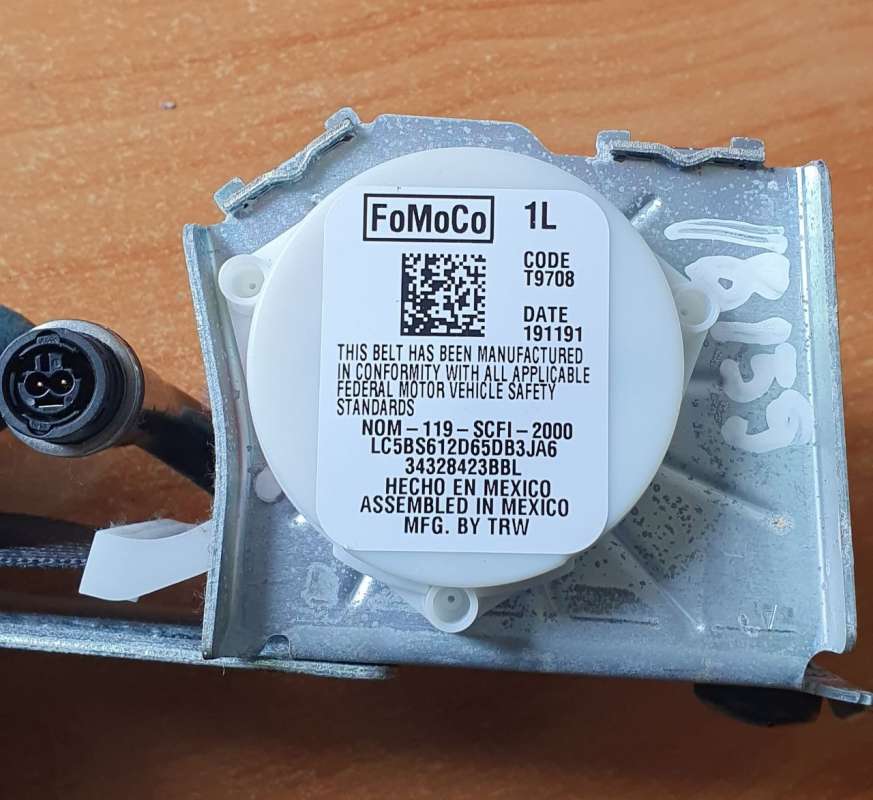 FoMoCo 1L
CODE
T9708
DATE
191191
THIS BELT HAS BEEN MANUFACTURED
IN CONFORMITY WITH ALL APPLICABLE
FEDERAL MOTOR VEHICLE SAFETY
STANDARDS
NOM-119-SCFI-2000
LC5BS612D65DB3JA6
34328423BBL
HECHO EN MEXICO
ASSEMBLED IN MEXICO
MFG. BY TRW
18159